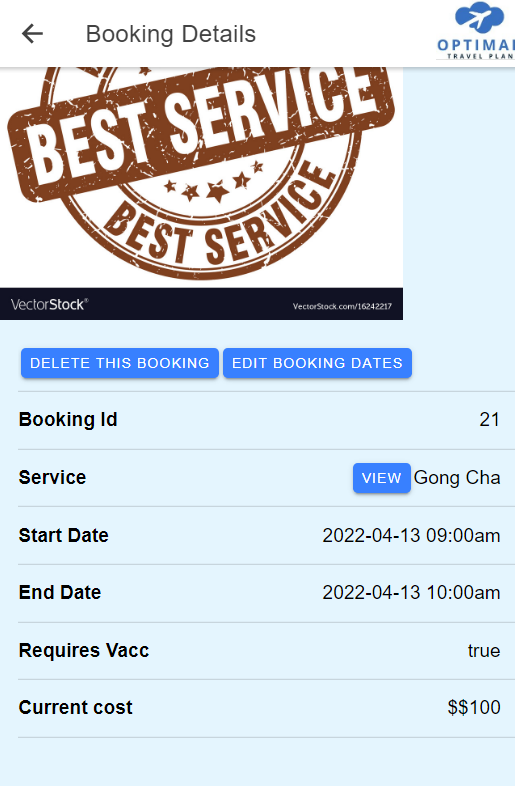 Booking Details
OPTIMAL
TRAVEL PLAN
BEST SERVICE
BEST SERVICE
VectorStock®
VectorStock.com/16242217
DELETE THIS BOOKING
EDIT BOOKING DATES
Booking Id
21
Service
VIEW Gong Cha
Start Date
2022-04-13 09:00am
End Date
2022-04-13 10:00am
Requires Vacc
true
Current cost
$$100